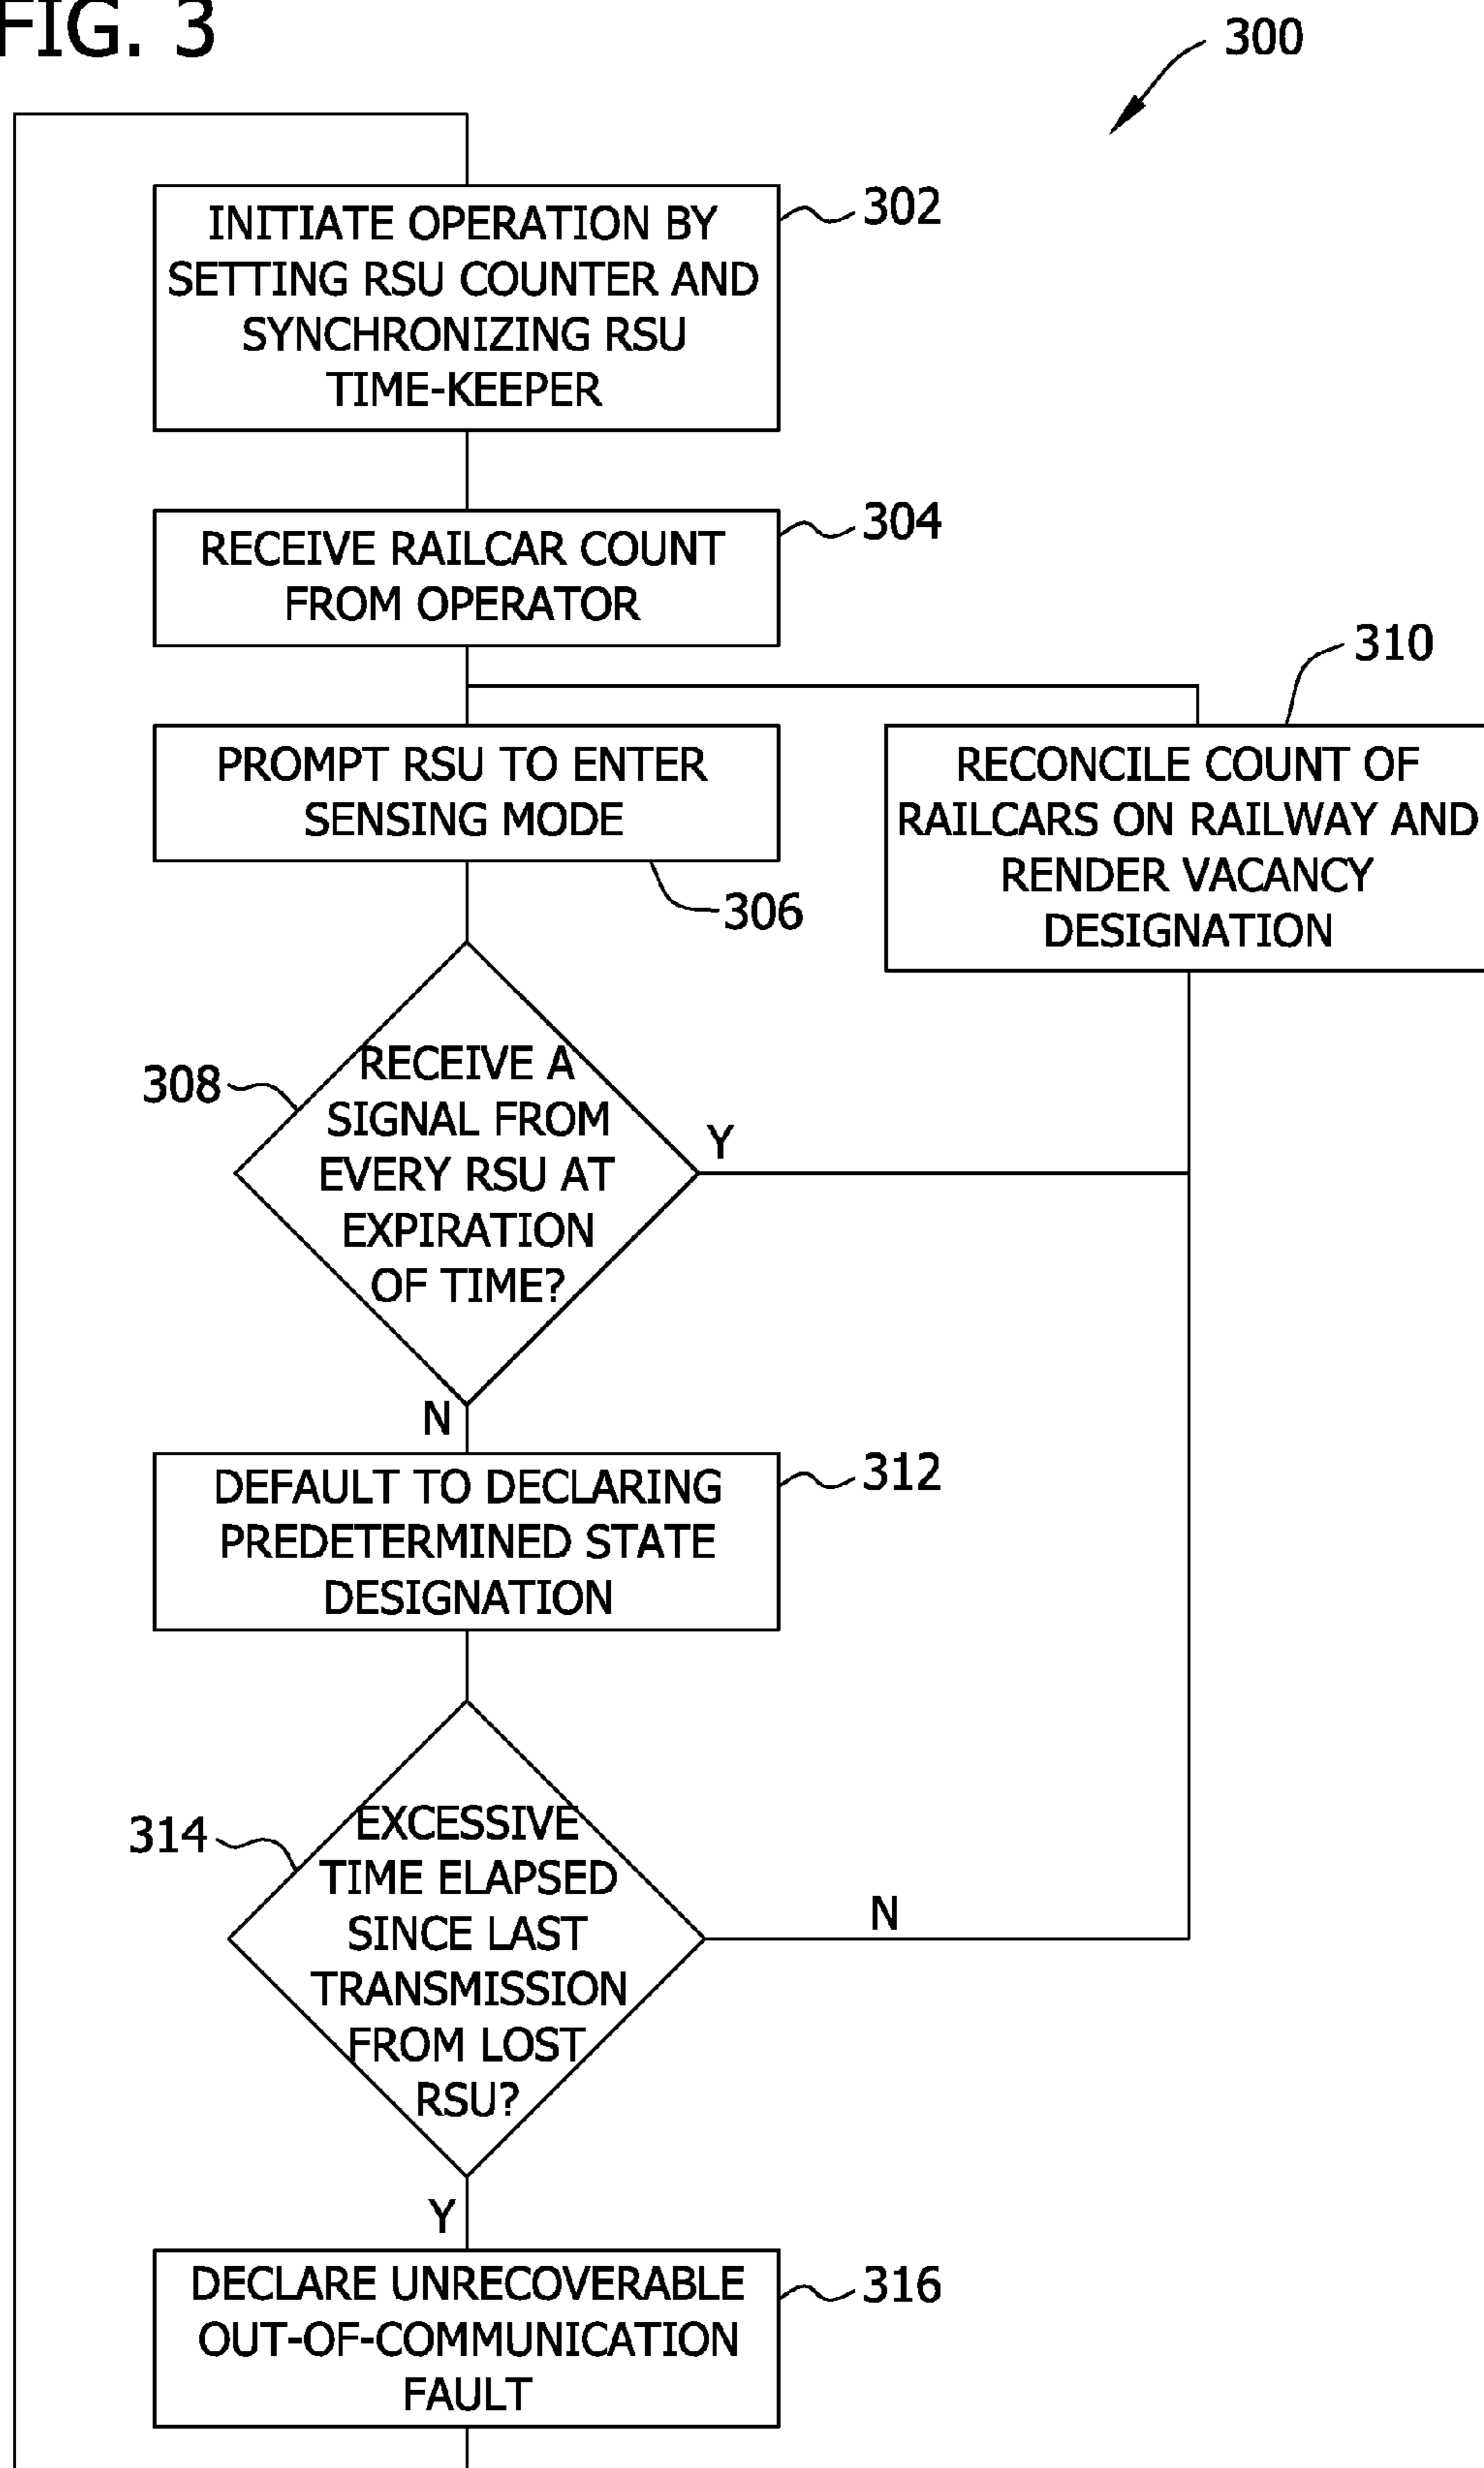 FIG. 3
300
INITIATE OPERATION BY
SETTING RSU COUNTER AND
SYNCHRONIZING RSU
TIME-KEEPER
302
RECEIVE RAILCAR COUNT
FROM OPERATOR
304
PROMPT RSU TO ENTER
SENSING MODE
306
310
RECONCILE COUNT OF
RAILCARS ON RAILWAY AND
RENDER VACANCY
DESIGNATION
308
RECEIVE A
SIGNAL FROM
EVERY RSU AT
EXPIRATION
OF TIME?
Y
N
DEFAULT TO DECLARING
PREDETERMINED STATE
DESIGNATION
312
314
EXCESSIVE
TIME ELAPSED
SINCE LAST
TRANSMISSION
FROM LOST
RSU?
N
Y
DECLARE UNRECOVERABLE
OUT-OF-COMMUNICATION
FAULT
316